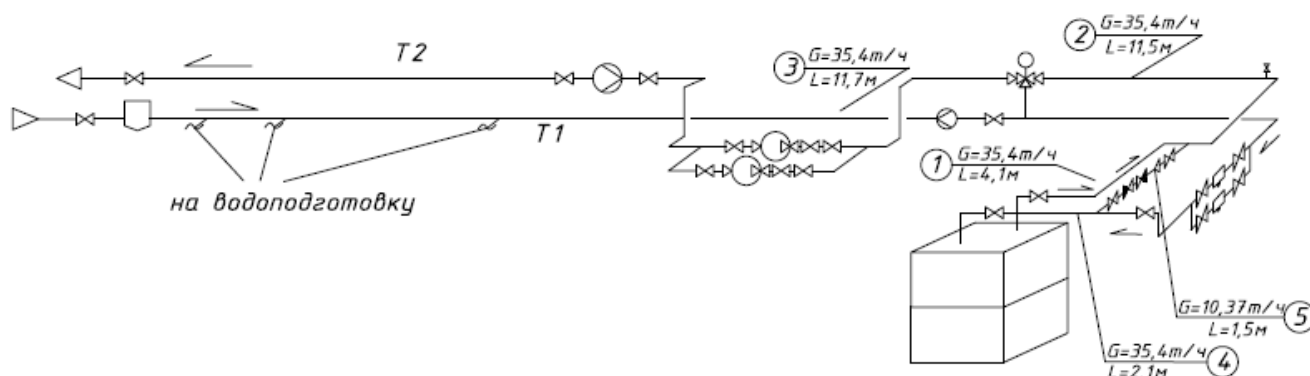 T2
3
G=35,4т/ч
L=11,7м
2
G=35,4т/ч
L=11,5м
T1
на водоподготовку
1
G=35,4т/ч
L=4,1м
G=10,37т/ч
L=1,5м
5
G=35,4т/ч
L=2,1м
4